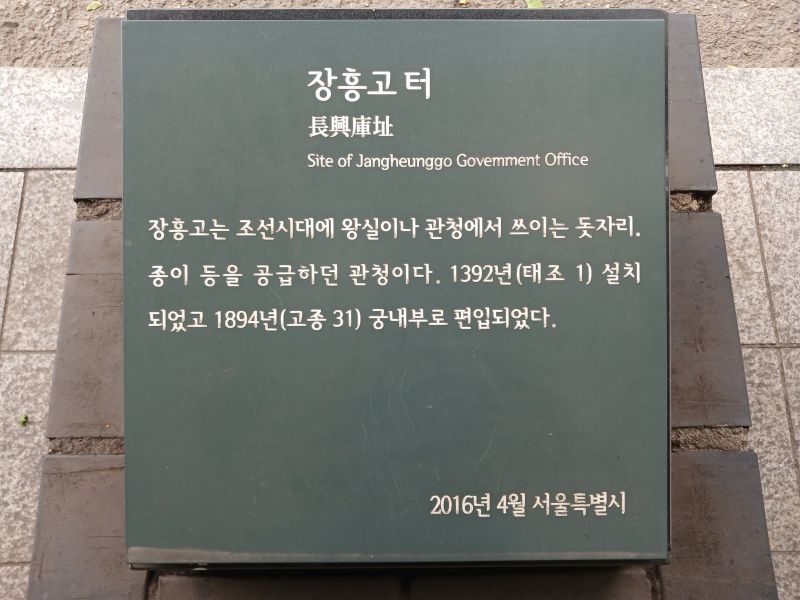 장흥고 터
長興庫址
Site of Jangheunggo Government Office
장흥고는 조선시대에 왕실이나 관청에서 쓰이는 돗자리.
종이 등을 공급하던 관청이다. 1392년(태조 1) 설치
되었고 1894년(고종 31) 궁내부로 편입되었다.
2016년 4월 서울특별시